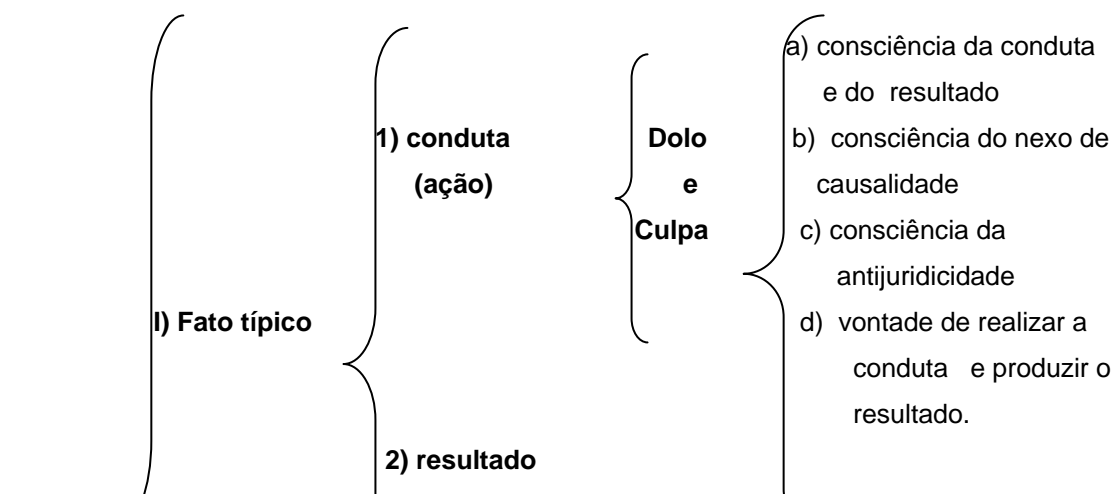 I) Fato típico
1) conduta
(ação)
2) resultado
Dolo
e
Culpa
a) consciência da conduta
e do resultado
b) consciência do nexo de
causalidade
c) consciência da
antijuridicidade
d) vontade de realizar a
conduta e produzir o
resultado.